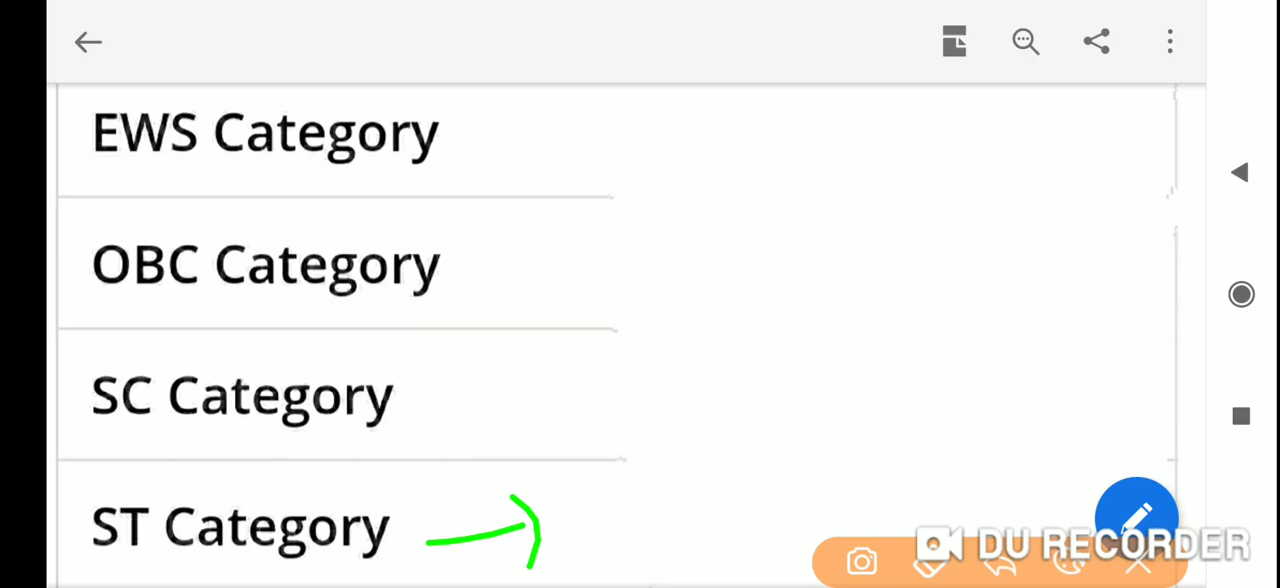 EWS Category
OBC Category
SC Category
ST Category
DU RECORDER